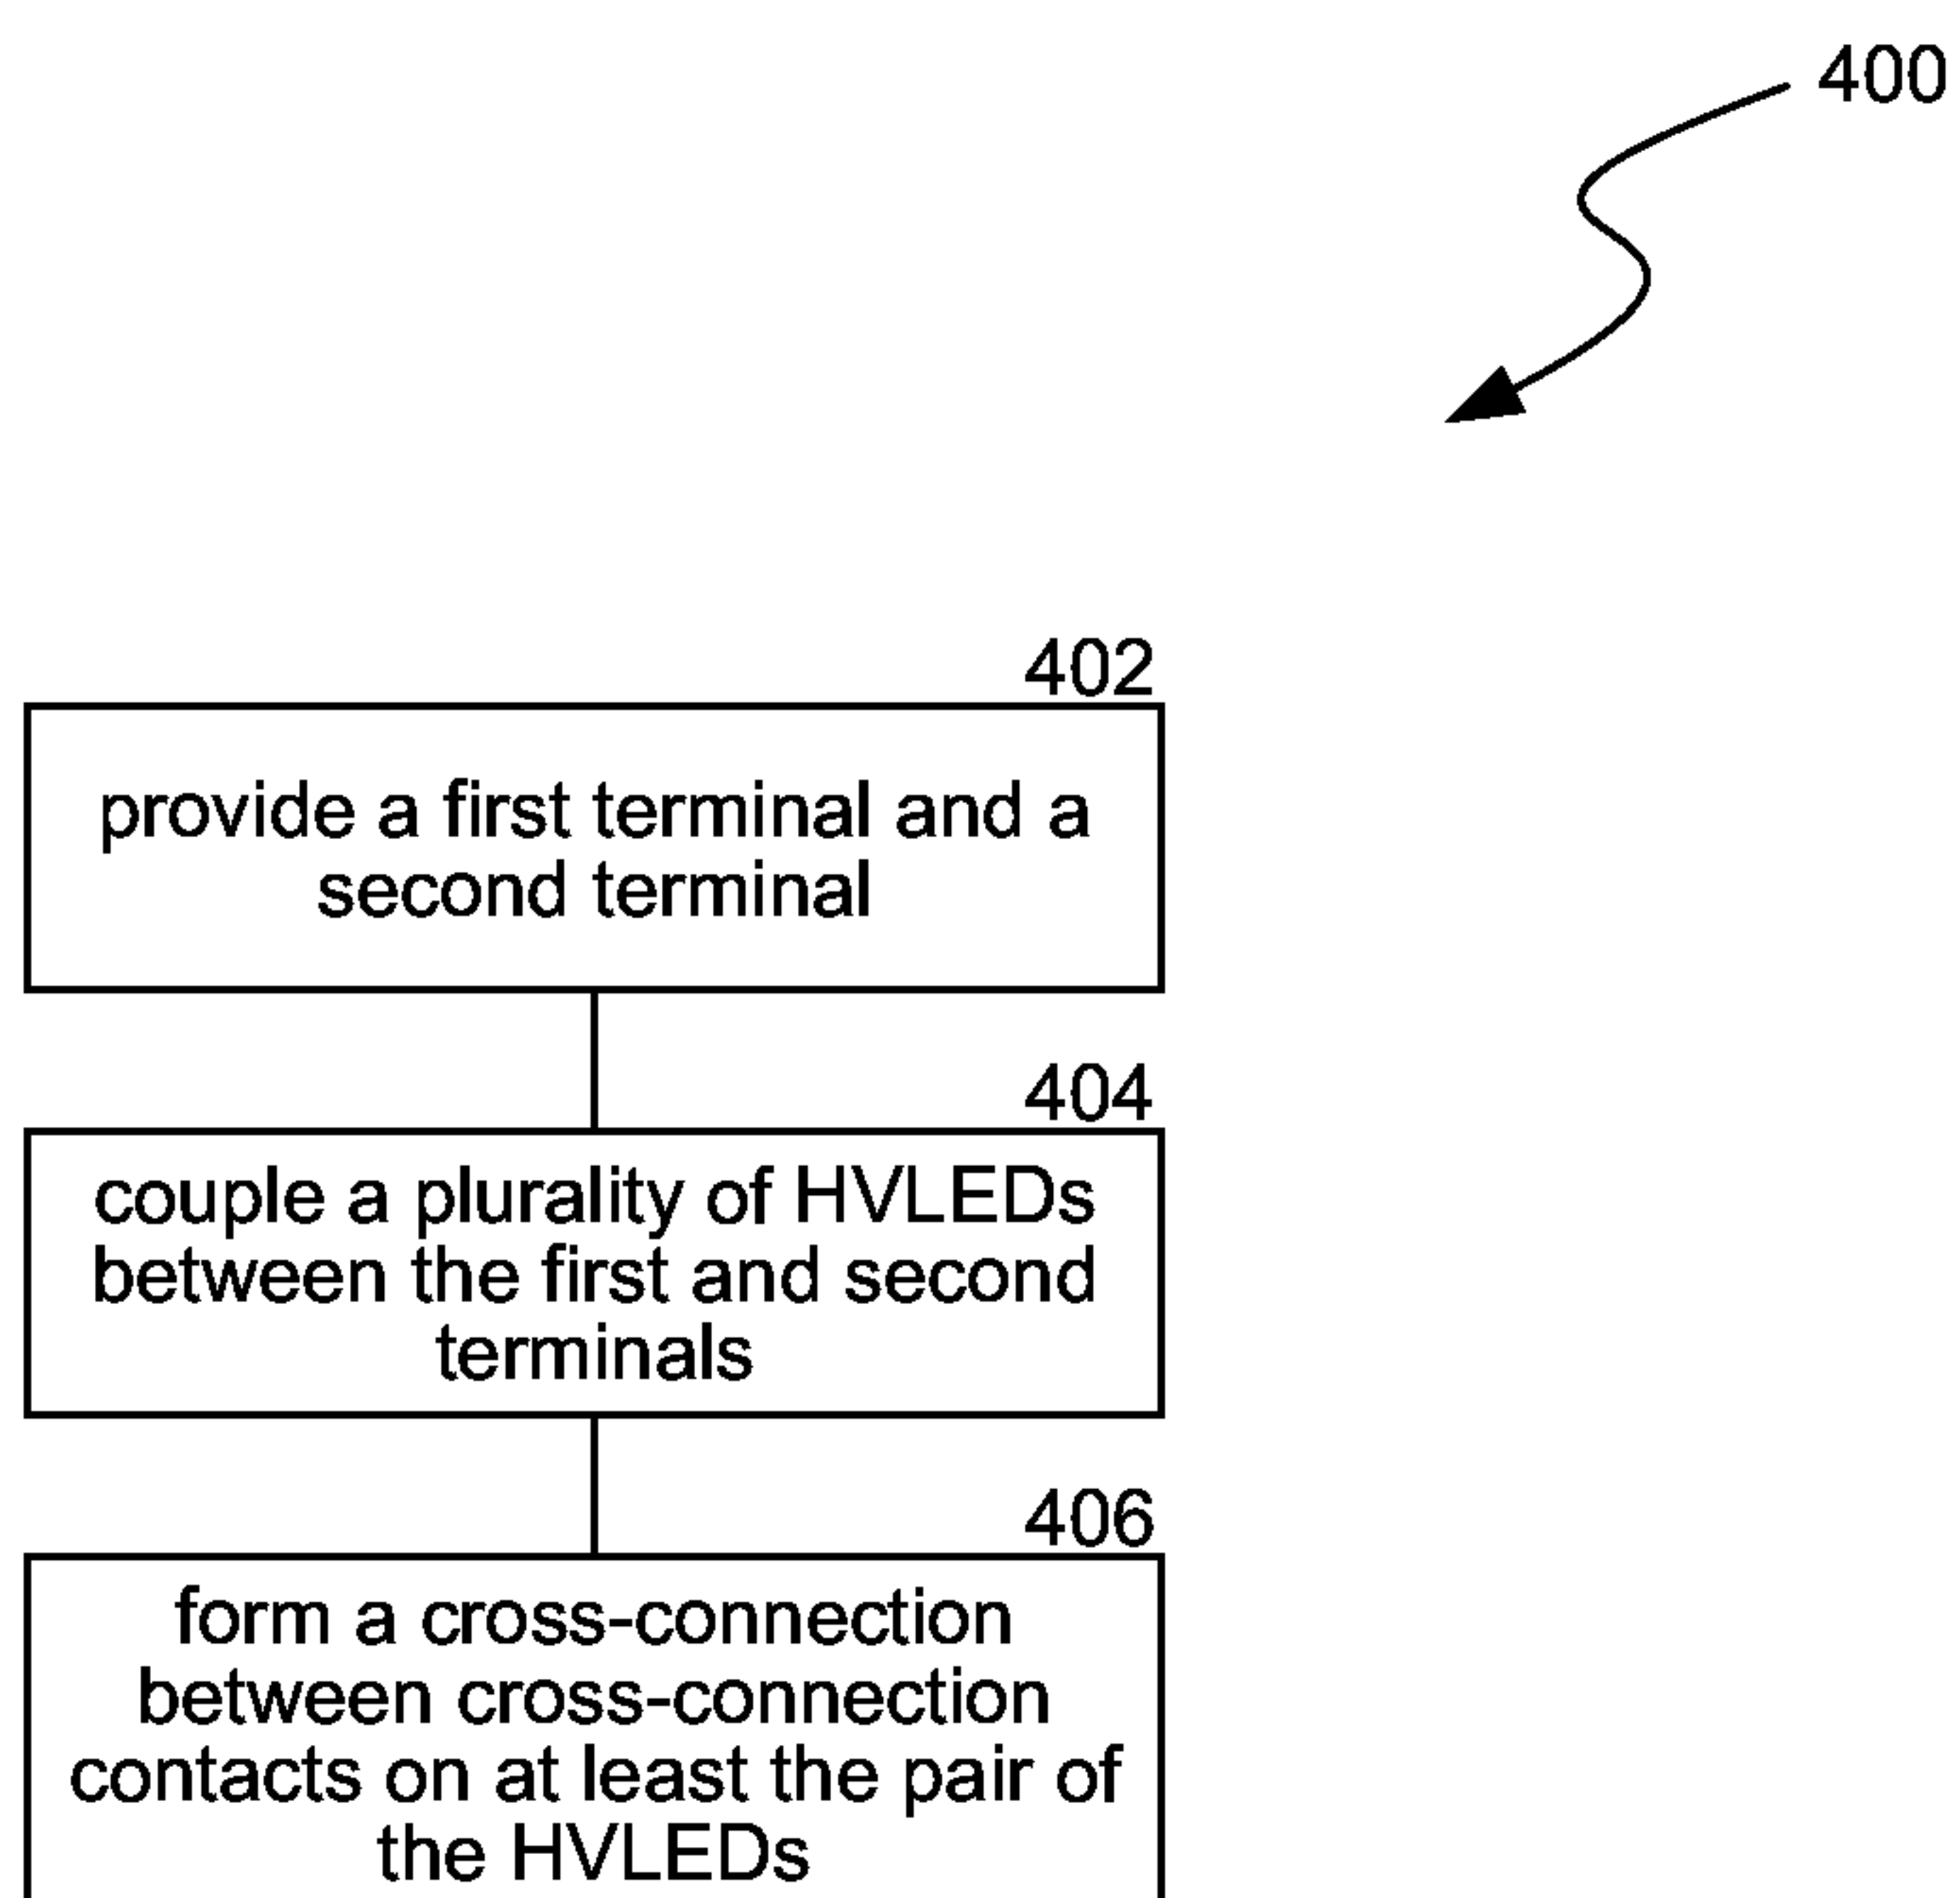 400
402
provide a first terminal and a
second terminal
404
couple a plurality of HVLEDs
between the first and second
terminals
406
form a cross-connection
between cross-connection
contacts on at least the pair of
the HVLEDs